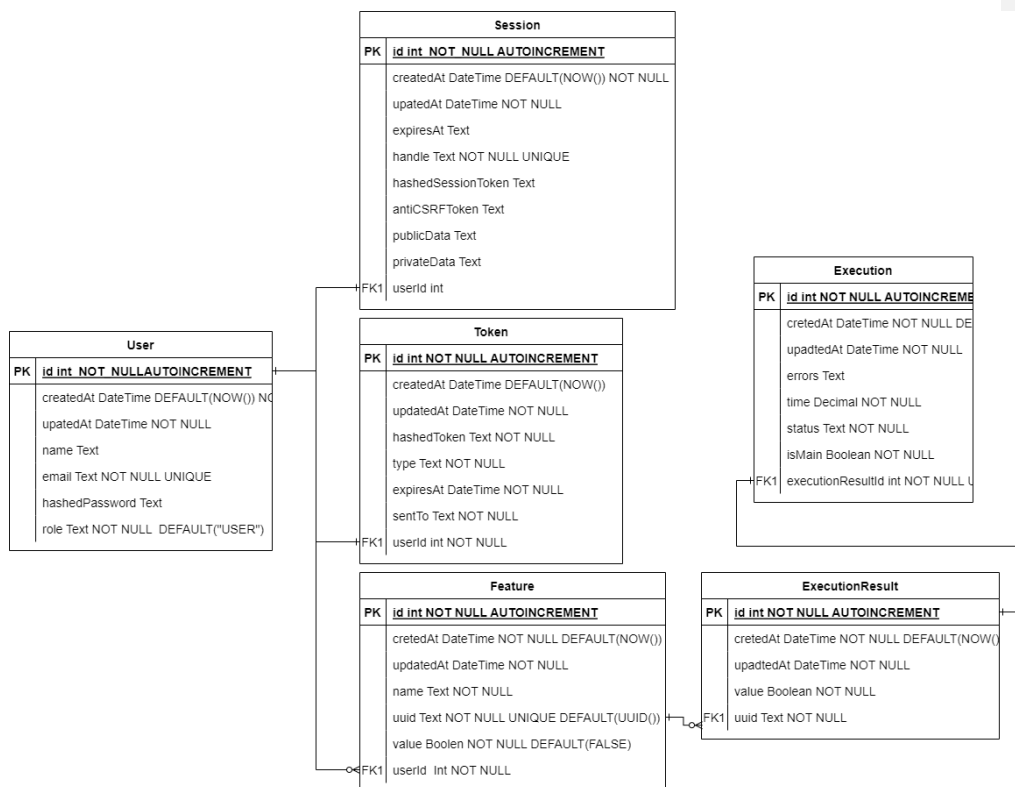 Session
PK id int NOT NULL AUTOINCREMENT
createdAt DateTime DEFAULT(NOW()) NOT NULL
upatedAt DateTime NOT NULL
expiresAt Text
handle Text NOT NULL UNIQUE
hashedSessionToken Text
antiCSRFToken Text
publicData Text
privateData Text
FK1 userId int
User
PK id int NOT NULLAUTOINCREMENT
createdAt DateTime DEFAULT(NOW()) NO
upatedAt DateTime NOT NULL
name Text
email Text NOT NULL UNIQUE
hashedPassword Text
role Text NOT NULL DEFAULT("USER")
Token
PK id int NOT NULL AUTOINCREMENT
createdAt DateTime DEFAULT(NOW())
updatedAt DateTime NOT NULL
hashedToken Text NOT NULL
type Text NOT NULL
expiresAt DateTime NOT NULL
sentTo Text NOT NULL
FK1 userId int NOT NULL
Execution
PK id int NOT NULL AUTOINCREME
cretedAt DateTime NOT NULL DE
upadtedAt DateTime NOT NULL
errors Text
time Decimal NOT NULL
status Text NOT NULL
isMain Boolean NOT NULL
FK1 executionResultId int NOT NULL U
Feature
PK id int NOT NULL AUTOINCREMENT
cretedAt DateTime NOT NULL DEFAULT(NOW())
updatedAt DateTime NOT NULL
name Text NOT NULL
uuid Text NOT NULL UNIQUE DEFAULT(UUID())
value Boolen NOT NULL DEFAULT(FALSE)
FK1 userId Int NOT NULL
ExecutionResult
PK id int NOT NULL AUTOINCREMENT
cretedAt DateTime NOT NULL DEFAULT(NOW()
upadtedAt DateTime NOT NULL
value Boolean NOT NULL
FK1 uuid Text NOT NULL